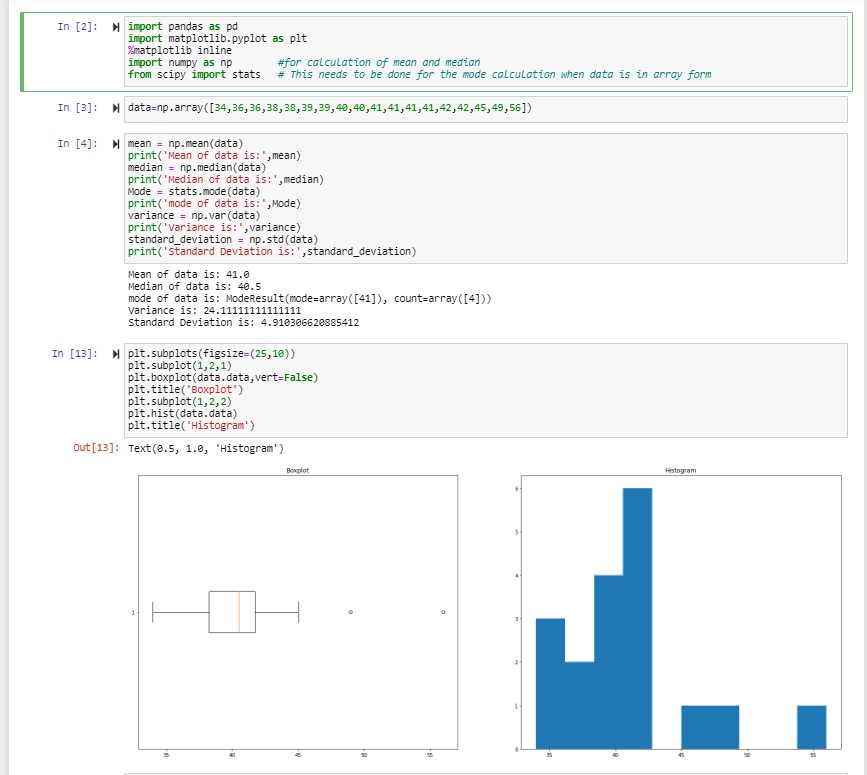 In [2]:
import pandas as pd
import matplotlib.pyplot as plt
%matplotlib inline
import numpy as np #for calculation of mean and median
from scipy import stats # This needs to be done for the mode calculation when data is in array form
In [3]:
data=np.array([34,36,36,38,38,39,39,40,40,41,41,41,41,42,42,45,49,56])
In [4]:
mean = np.mean(data)
print('Mean of data is:',mean)
median = np.median(data)
print('Median of data is:',median)
Mode = stats.mode(data)
print('mode of data is:',Mode)
variance = np.var(data)
print('Variance is:',variance)
standard_deviation = np.std(data)
print('Standard Deviation is:',standard_deviation)
Mean of data is: 41.0
Median of data is: 40.5
mode of data is: ModeResult(mode=array([41]), count=array([4]))
Variance is: 24.11111111111111
Standard Deviation is: 4.910306620885412
In [13]:
plt.subplots(figsize=(25,10))
plt.subplot(1,2,1)
plt.boxplot(data.data,vert=False)
plt.title('Boxplot')
plt.subplot(1,2,2)
plt.hist(data.data)
plt.title('Histogram')
Out[13]: Text(0.5, 1.0, 'Histogram')
Boxplot
1
35 40 45 50 55
Histogram
6
5
4
3
2
1
0
35 40 45 50 55